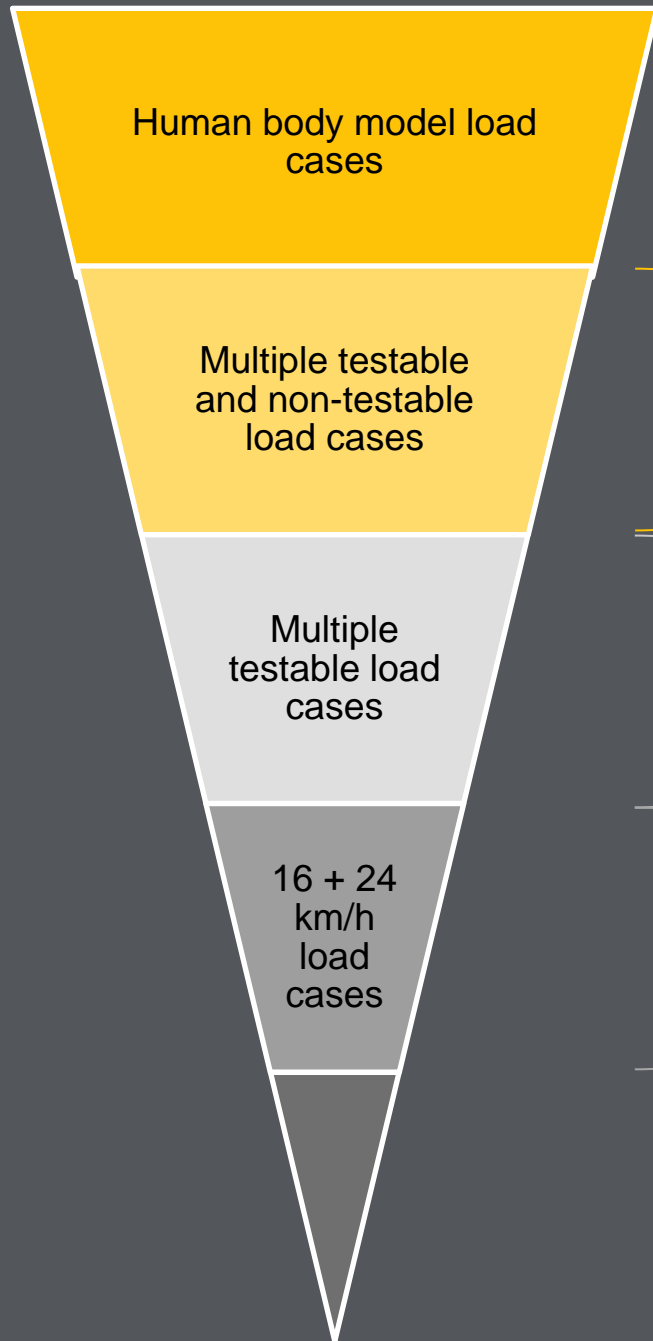 Human body model load
cases
Multiple testable
and non-testable
load cases
Multiple
testable load
cases
16 + 24
km/h
load
cases